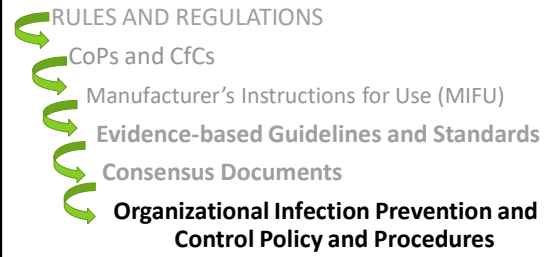 RULES AND REGULATIONS
CoPs and CfCs
Manufacturer’s Instructions for Use (MIFU)
Evidence-based Guidelines and Standards
Consensus Documents
Organizational Infection Prevention and
Control Policy and Procedures